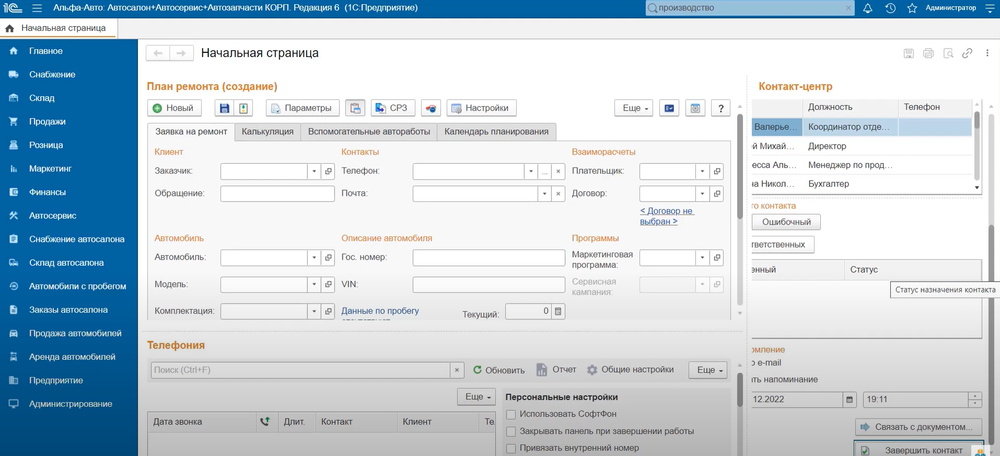 Альфа-Авто: Автосалон+Автосервис+Автозапчасти КОРП. Редакция 6 (1С:Предприятие)
производство
Администратор
Начальная страница
Главное
Снабжение
Склад
Продажи
Розница
Маркетинг
Финансы
Автосервис
Снабжение автосалона
Склад автосалона
Автомобили с пробегом
Заказы автосалона
Продажа автомобилей
Аренда автомобилей
Предприятие
Администрирование
Начальная страница
План ремонта (создание)
Новый
Параметры
СРЗ
Настройки
Еще
?
Заявка на ремонт
Калькуляция
Вспомогательные автоработы
Календарь планирования
Клиент
Контакты
Взаиморасчеты
Заказчик:
Телефон:
...
Плательщик:
Обращение:
Почта:
Договор:
< Договор не
выбран >
Автомобиль
Описание автомобиля
Программы
Автомобиль:
Гос. номер:
Маркетинговая
программа:
Модель:
VIN:
Сервисная
кампания:
Комплектация:
Данные по пробегу
Текущий:
0
Телефония
Поиск (Ctrl+F)
Обновить
Отчет
Общие настройки
Еще
Еще
Дата звонка
Длит.
Контакт
Клиент
Те
Персональные настройки
Использовать СофтФон
Закрывать панель при завершении работы
Привязать внутренний номер
Контакт-центр
Должность
Телефон
Валерье...
Координатор отде...
й Михай...
Директор
есса Аль...
Менеджер по прод...
на Никол...
Бухгалтер
го контакта
Ошибочный
тветственных
енный
Статус
Статус назначения контакта
омление
о e-mail
ть напоминание
12.2022
19:11
Связать с документом...
Завершить контакт